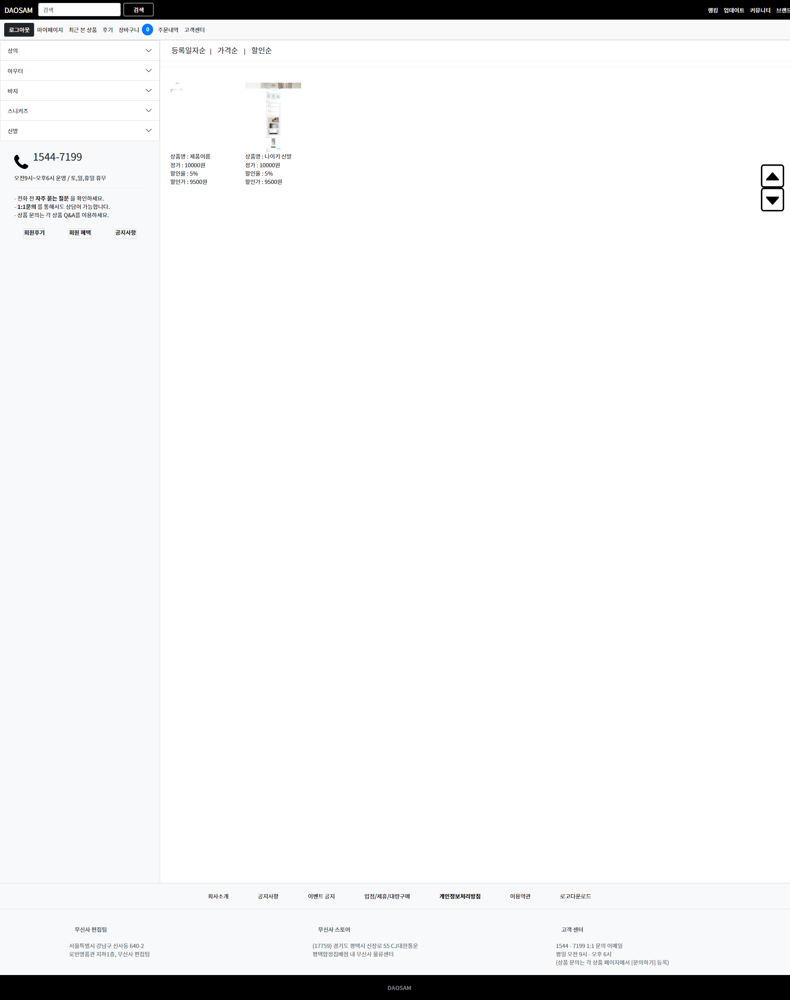 DAOSAM 검색 검색 랭킹 업데이트 커뮤니티 브랜드
로그아웃 마이페이지 최근 본 상품 후기 장바구니 0 주문내역 고객센터
상의
아우터
바지
스니커즈
신발
1544-7199
오전9시~오후6시 운영 / 토,일,휴일 휴무
- 전화 전 자주 묻는 질문 을 확인하세요.
- 1:1문의 를 통해서도 상담이 가능합니다.
- 상품 문의는 각 상품 Q&A를 이용하세요.
회원후기 회원 혜택 공지사항
등록일자순 | 가격순 | 할인순
상품명 : 제품이름
정가 : 10000원
할인율 : 5%
할인가 : 9500원
상품명 : 나이키 신발
정가 : 10000원
할인율 : 5%
할인가 : 9500원
회사소개 공지사항 이벤트 공지 입점/제휴/대량구매 개인정보처리방침 이용약관 로고다운로드
무신사 편집팀
서울특별시 강남구 신사동 640-2
로빈명품관 지하1층, 무신사 편집팀
무신사 스토어
(17759) 경기도 평택시 신장로 55 CJ대한통운
평택합정집배점 내 무신사 물류센터
고객 센터
1544 - 7199 1:1 문의 이메일
평일 오전 9시 - 오후 6시
(상품 문의는 각 상품 페이지에서 [문의하기] 등록)
DAOSAM